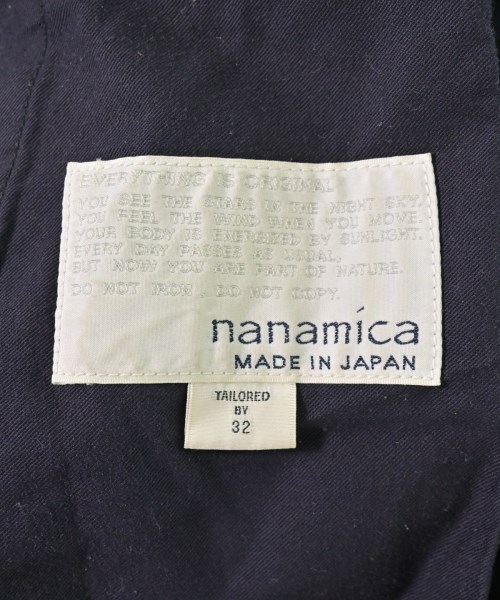 EVERYTHING IS ORIGINAL
YOU SEE THE STARS IN THE NIGHT SKY.
YOU FEEL THE WIND WHEN YOU MOVE.
YOUR BODY IS ENERGIZED BY SUNLIGHT.
EVERY DAY PASSES AS USUAL,
BUT NOW YOU ARE PART OF NATURE.
DO NOT IRON. DO NOT COPY.
nanamica
MADE IN JAPAN
TAILORED
BY
32